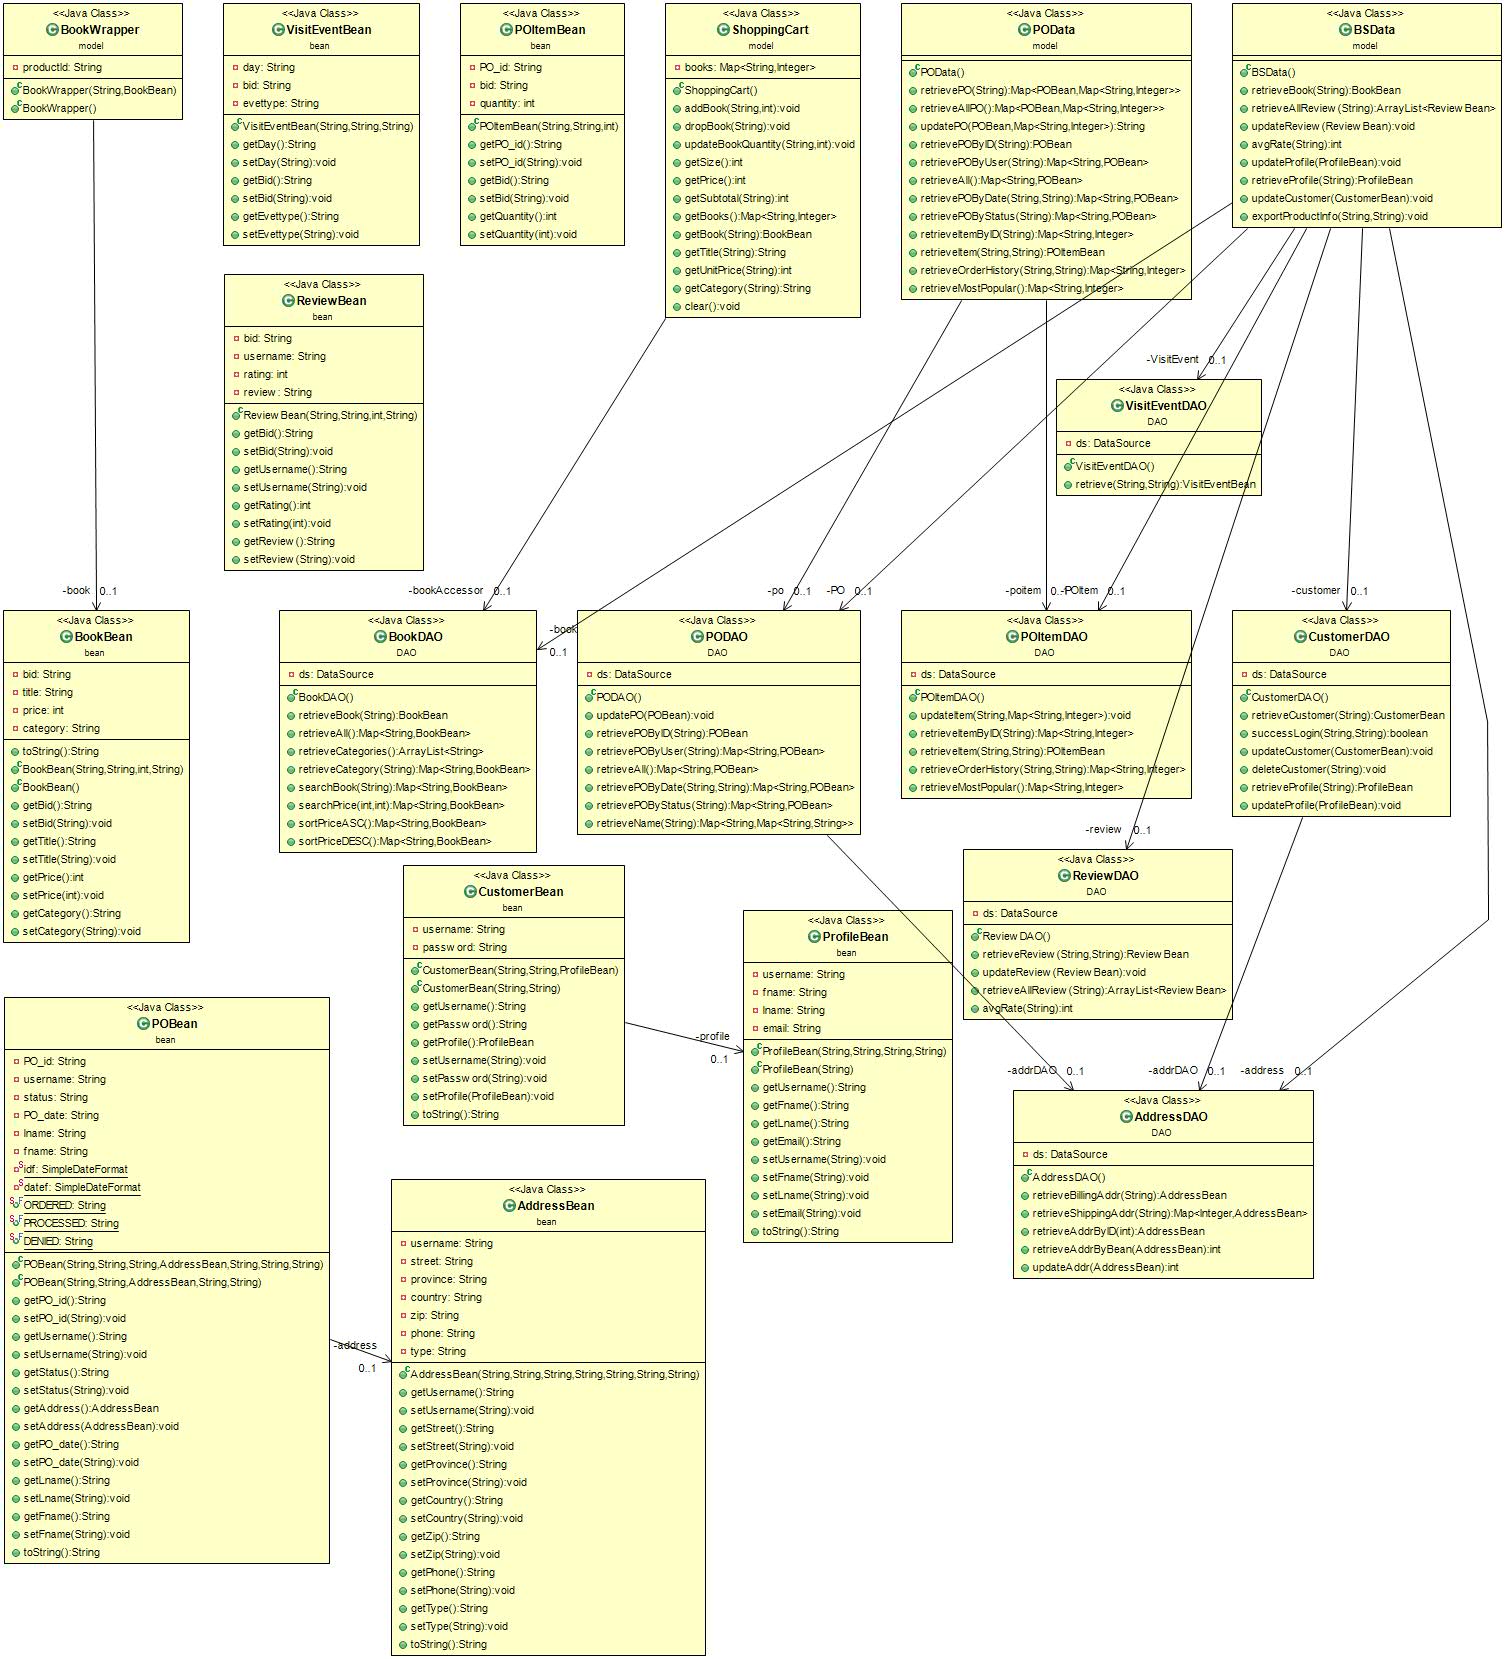 <<Java Class>>
BookWrapper
model
productId: String
BookWrapper(String,BookBean)
BookWrapper()
<<Java Class>>
VisitEventBean
bean
day: String
bid: String
evettype: String
VisitEventBean(String,String,String)
getDay():String
setDay(String):void
getBid():String
setBid(String):void
getEvettype():String
setEvettype(String):void
<<Java Class>>
POItemBean
bean
PO_id: String
bid: String
quantity: int
POItemBean(String,String,int)
getPO_id():String
setPO_id(String):void
getBid():String
setBid(String):void
getQuantity():int
setQuantity(int):void
<<Java Class>>
ShoppingCart
model
books: Map<String,Integer>
ShoppingCart()
addBook(String,int):void
dropBook(String):void
updateBookQuantity(String,int):void
getSize():int
getPrice():int
getSubtotal(String):int
getBooks():Map<String,Integer>
getBook(String):BookBean
getTitle(String):String
getUnitPrice(String):int
getCategory(String):String
clear():void
<<Java Class>>
POData
model
POData()
retrievePO(String):Map<POBean,Map<String,Integer>>
retrieveAllPO():Map<POBean,Map<String,Integer>>
updatePO(POBean,Map<String,Integer>):String
retrievePOByID(String):POBean
retrievePOByUser(String):Map<String,POBean>
retrieveAll():Map<String,POBean>
retrievePOByDate(String,String):Map<String,POBean>
retrievePOByStatus(String):Map<String,POBean>
retrieveItemByID(String):Map<String,Integer>
retrieveItem(String,String):POItemBean
retrieveOrderHistory(String,String):Map<String,Integer>
retrieveMostPopular():Map<String,Integer>
<<Java Class>>
BSData
model
BSData()
retrieveBook(String):BookBean
retrieveAllReview (String):ArrayList<Review Bean>
updateReview (Review Bean):void
avgRate(String):int
updateProfile(ProfileBean):void
retrieveProfile(String):ProfileBean
updateCustomer(CustomerBean):void
exportProductInfo(String,String):void
<<Java Class>>
ReviewBean
bean
bid: String
username: String
rating: int
review : String
Review Bean(String,String,int,String)
getBid():String
setBid(String):void
getUsername():String
setUsername(String):void
getRating():int
setRating(int):void
getReview ():String
setReview (String):void
-VisitEvent 0..1
<<Java Class>>
VisitEventDAO
DAO
ds: DataSource
VisitEventDAO()
retrieve(String,String):VisitEventBean
-book 0..1
-bookAccessor 0..1
-po 0..1
-PO 0..1
-poitem 0..1
-POItem 0..1
-customer 0..1
<<Java Class>>
BookBean
bean
bid: String
title: String
price: int
category: String
toString():String
BookBean(String,String,int,String)
BookBean()
getBid():String
setBid(String):void
getTitle():String
setTitle(String):void
getPrice():int
setPrice(int):void
getCategory():String
setCategory(String):void
<<Java Class>>
BookDAO
DAO
ds: DataSource
BookDAO()
retrieveBook(String):BookBean
retrieveAll():Map<String,BookBean>
retrieveCategories():ArrayList<String>
retrieveCategory(String):Map<String,BookBean>
searchBook(String):Map<String,BookBean>
searchPrice(int,int):Map<String,BookBean>
sortPriceASC():Map<String,BookBean>
sortPriceDESC():Map<String,BookBean>
-book
0..1
<<Java Class>>
PODAO
DAO
ds: DataSource
PODAO()
updatePO(POBean):void
retrievePOByID(String):POBean
retrievePOByUser(String):Map<String,POBean>
retrieveAll():Map<String,POBean>
retrievePOByDate(String,String):Map<String,POBean>
retrievePOByStatus(String):Map<String,POBean>
retrieveName(String):Map<String,Map<String,String>>
<<Java Class>>
POItemDAO
DAO
ds: DataSource
POItemDAO()
updateItem(String,Map<String,Integer>):void
retrieveItemByID(String):Map<String,Integer>
retrieveItem(String,String):POItemBean
retrieveOrderHistory(String,String):Map<String,Integer>
retrieveMostPopular():Map<String,Integer>
<<Java Class>>
CustomerDAO
DAO
ds: DataSource
CustomerDAO()
retrieveCustomer(String):CustomerBean
successLogin(String,String):boolean
updateCustomer(CustomerBean):void
deleteCustomer(String):void
retrieveProfile(String):ProfileBean
updateProfile(ProfileBean):void
-review 0..1
<<Java Class>>
CustomerBean
bean
username: String
passw ord: String
CustomerBean(String,String,ProfileBean)
CustomerBean(String,String)
getUsername():String
getPassw ord():String
getProfile():ProfileBean
setUsername(String):void
setPassw ord(String):void
setProfile(ProfileBean):void
toString():String
-profile
0..1
<<Java Class>>
ProfileBean
bean
username: String
fname: String
lname: String
email: String
ProfileBean(String,String,String,String)
ProfileBean(String)
getUsername():String
getFname():String
getLname():String
getEmail():String
setUsername(String):void
setFname(String):void
setLname(String):void
setEmail(String):void
toString():String
<<Java Class>>
ReviewDAO
DAO
ds: DataSource
Review DAO()
retrieveReview (String,String):Review Bean
updateReview (Review Bean):void
retrieveAllReview (String):ArrayList<Review Bean>
avgRate(String):int
-addrDAO 0..1
-addrDAO 0..1
-address 0..1
<<Java Class>>
AddressDAO
DAO
ds: DataSource
AddressDAO()
retrieveBillingAddr(String):AddressBean
retrieveShippingAddr(String):Map<Integer,AddressBean>
retrieveAddrByID(int):AddressBean
retrieveAddrByBean(AddressBean):int
updateAddr(AddressBean):int
<<Java Class>>
POBean
bean
PO_id: String
username: String
status: String
PO_date: String
lname: String
fname: String
idf: SimpleDateFormat
datef: SimpleDateFormat
ORDERED: String
PROCESSED: String
DENIED: String
POBean(String,String,String,AddressBean,String,String,String)
POBean(String,String,AddressBean,String,String)
getPO_id():String
setPO_id(String):void
getUsername():String
setUsername(String):void
getStatus():String
setStatus(String):void
getAddress():AddressBean
setAddress(AddressBean):void
getPO_date():String
setPO_date(String):void
getLname():String
setLname(String):void
getFname():String
setFname(String):void
toString():String
-address
0..1
<<Java Class>>
AddressBean
bean
username: String
street: String
province: String
country: String
zip: String
phone: String
type: String
AddressBean(String,String,String,String,String,String,String)
getUsername():String
setUsername(String):void
getStreet():String
setStreet(String):void
getProvince():String
setProvince(String):void
getCountry():String
setCountry(String):void
getZip():String
setZip(String):void
getPhone():String
setPhone(String):void
getType():String
setType(String):void
toString():String